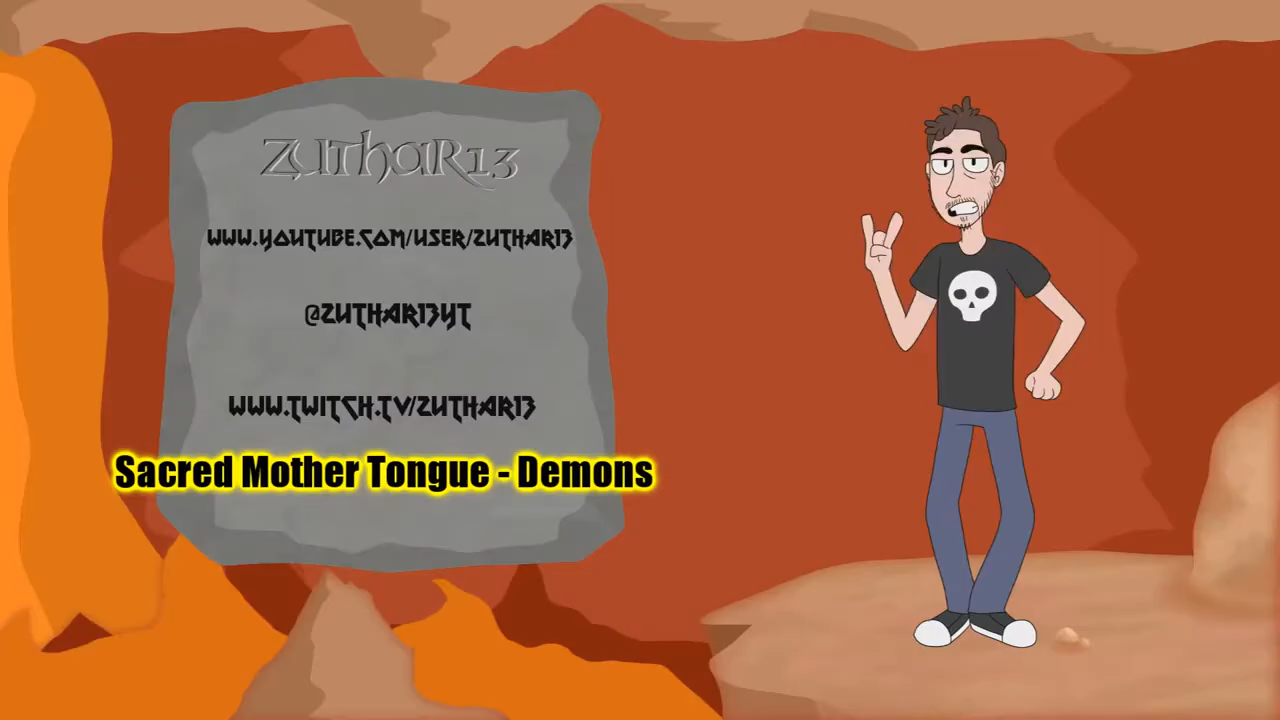 ZUTHAR13
WWW.YOUTUBE.COM/USER/ZUTHAR13
@ZUTHAR13YT
WWW.TWITCH.TV/ZUTHAR13
Sacred Mother Tongue - Demons